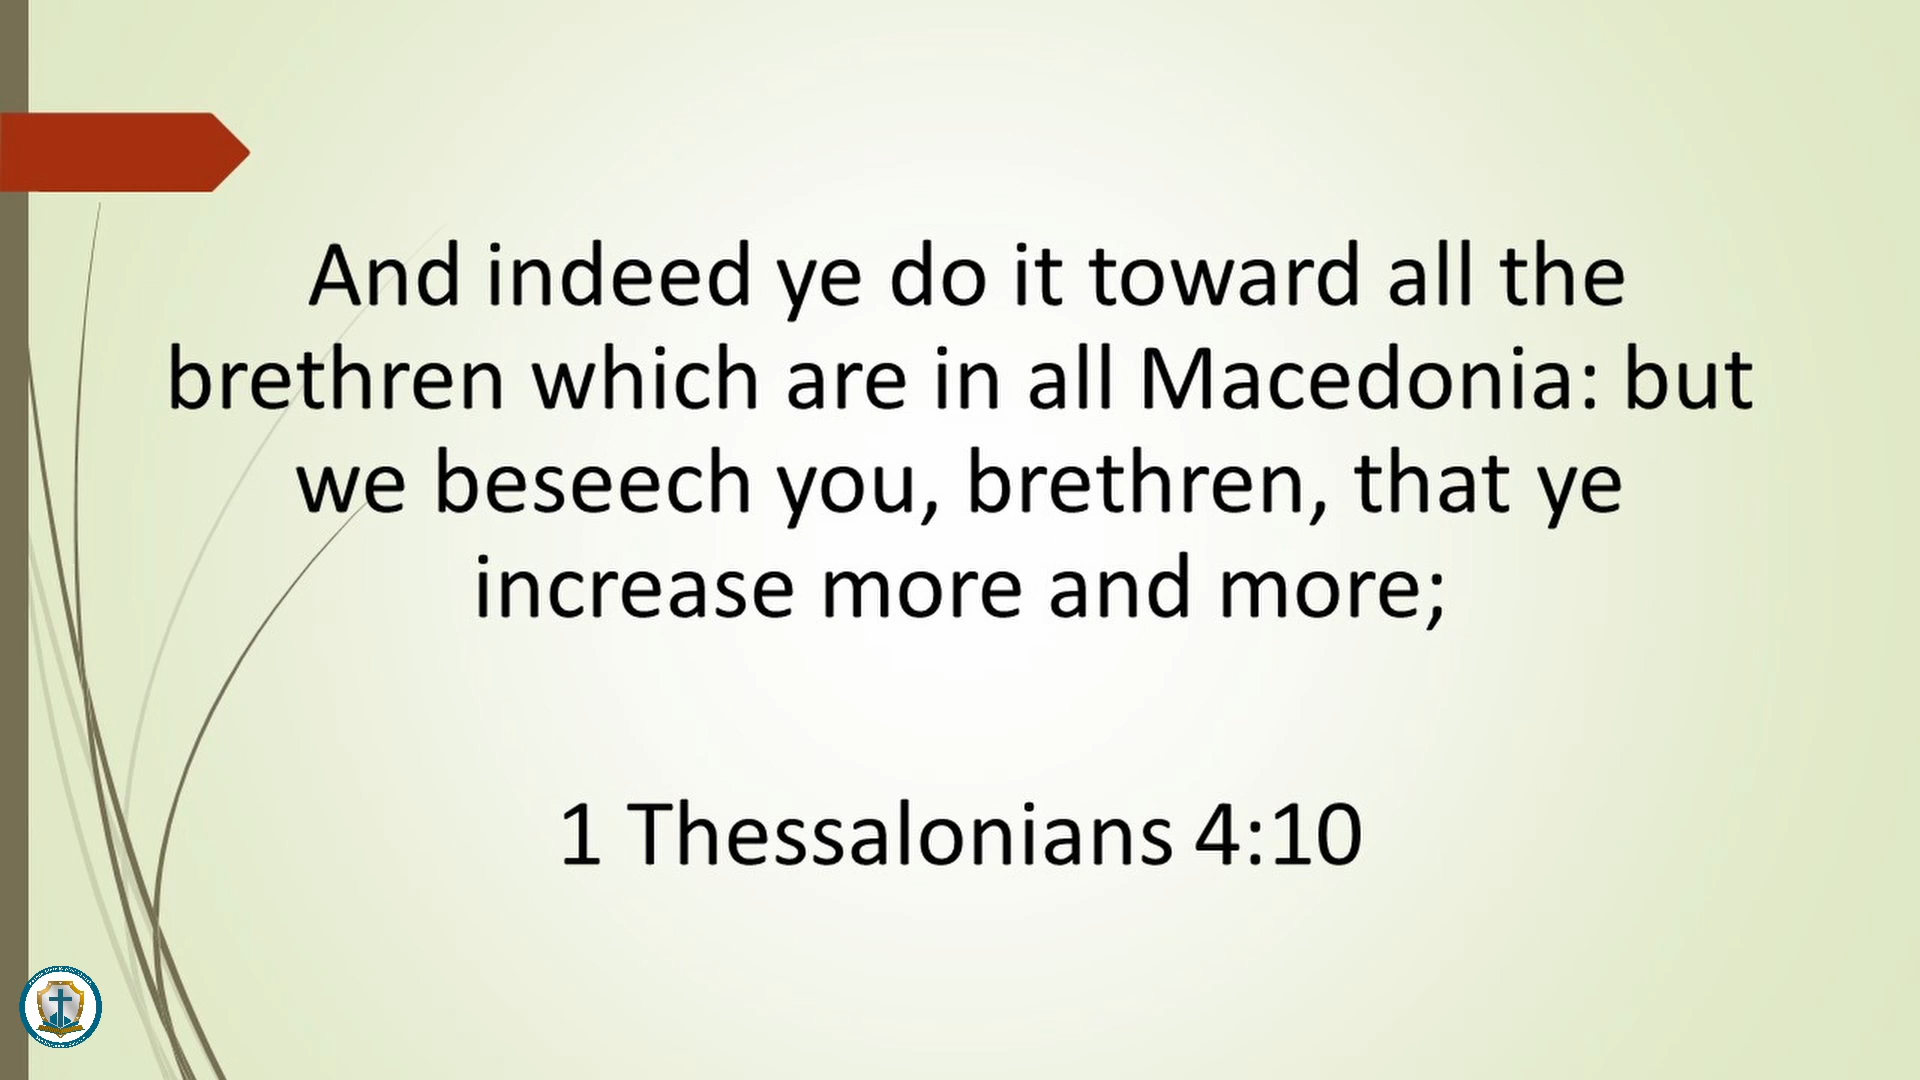 And indeed ye do it toward all the
brethren which are in all Macedonia: but
we beseech you, brethren, that ye
increase more and more;
1 Thessalonians 4:10